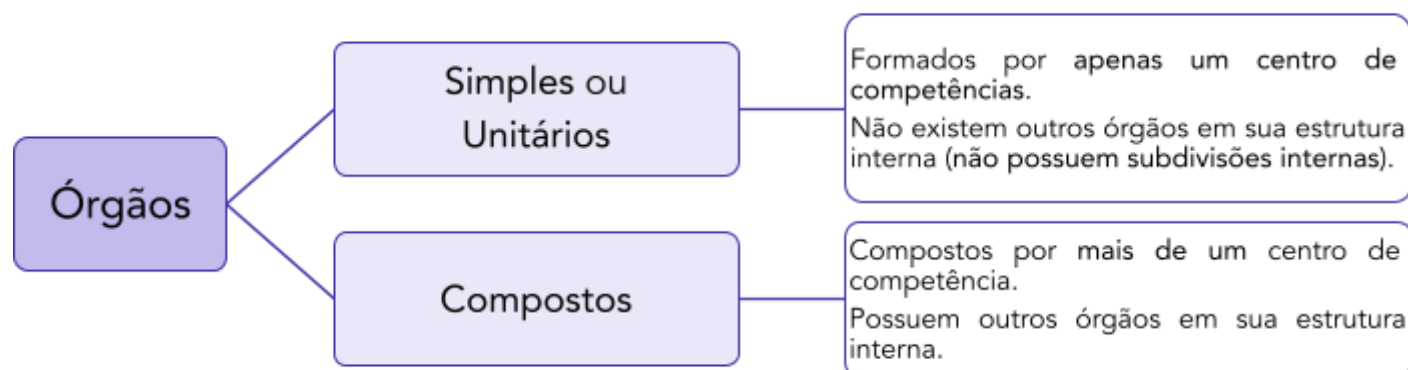 Órgãos
Simples ou
Unitários
Formados por apenas um centro de
competências.
Não existem outros órgãos em sua estrutura
interna (não possuem subdivisões internas).
Compostos
Compostos por mais de um centro de
competência.
Possuem outros órgãos em sua estrutura
interna.